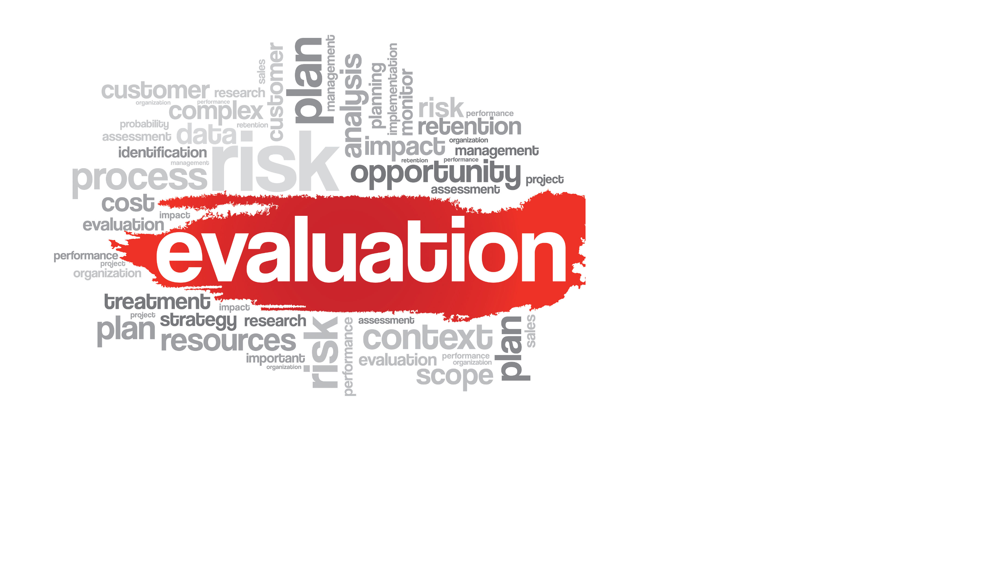 sales
customer
plan
management
analysis
planning
implementation
monitor
customer research
organization performance
complex
risk performance
probability
retention
retention
assessment data
impact organization
identification
management
management
risk
retention performance
process
opportunity project
assessment
cost
impact
evaluation
evaluation
performance
project
organization
treatment impact
project strategy research
plan
resources
important
organization
risk
performance
assessment
context
evaluation performance
organization
scope
plan
sales